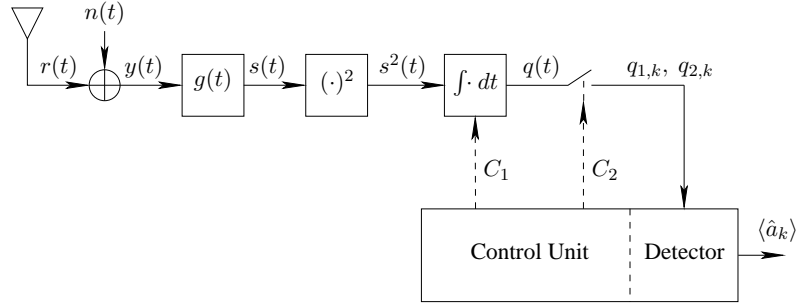 n(t)
r(t)
y(t)
g(t)
s(t)
(·)²
s²(t)
∫· dt
q(t)
q₁,ₖ, q₂,ₖ
C₁
C₂
Control Unit
Detector
⟨âₖ⟩